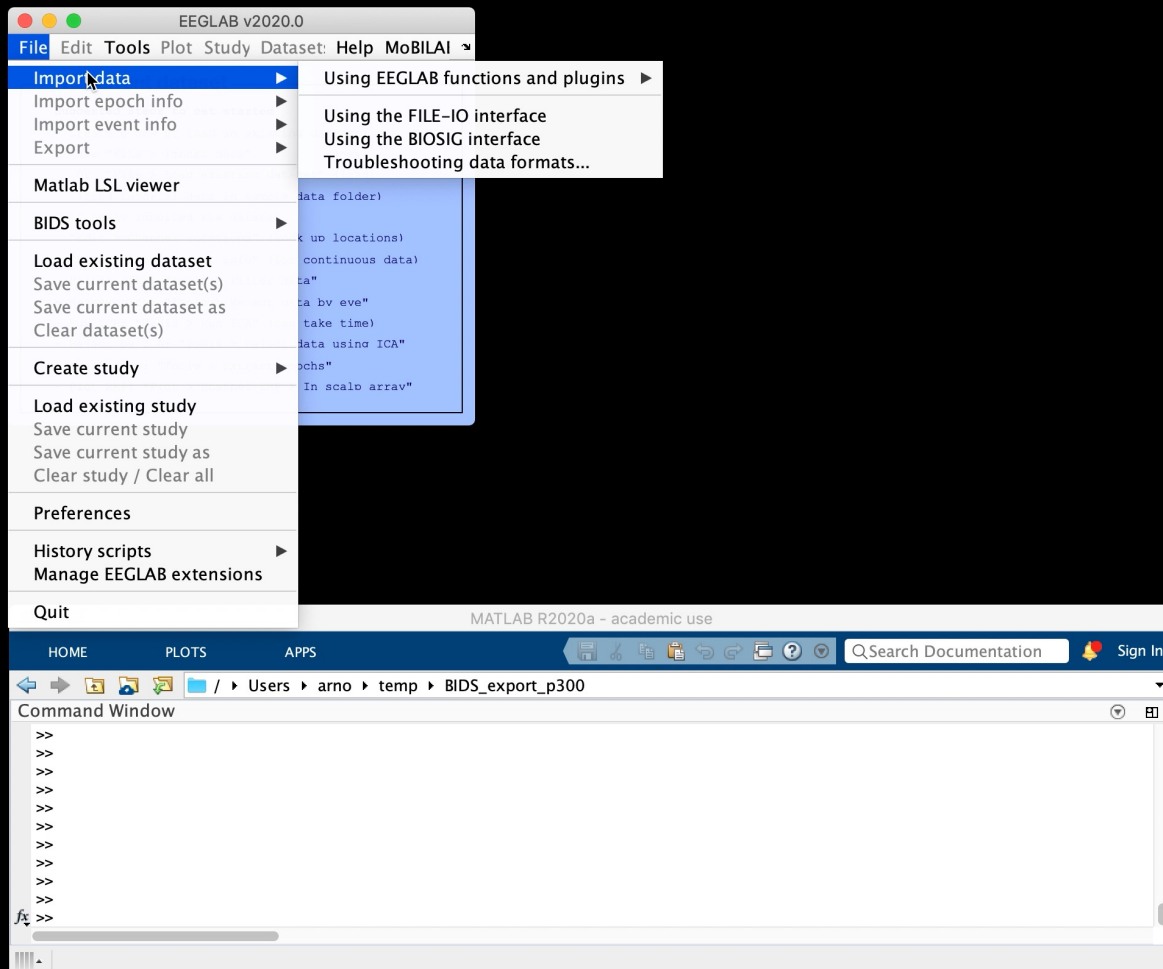 EEGLAB v2020.0
File Edit Tools Plot Study Dataset: Help MoBILAI
Import data
Import epoch info
Import event info
Export
Matlab LSL viewer
BIDS tools
Load existing dataset
Save current dataset(s)
Save current dataset as
Clear dataset(s)
Create study
Load existing study
Save current study
Save current study as
Clear study / Clear all
Preferences
History scripts
Manage EEGLAB extensions
Quit
Using EEGLAB functions and plugins
Using the FILE-IO interface
Using the BIOSIG interface
Troubleshooting data formats...
data folder)
k up locations)
continuous data)
ta"
ta by eye"
take time)
data using ICA"
ochs"
In scalp array"
MATLAB R2020a - academic use
HOME PLOTS APPS
Search Documentation
Sign In
/ Users arno temp BIDS_export_p300
Command Window
>>
>>
>>
>>
>>
>>
>>
>>
>>
>>
fx >>